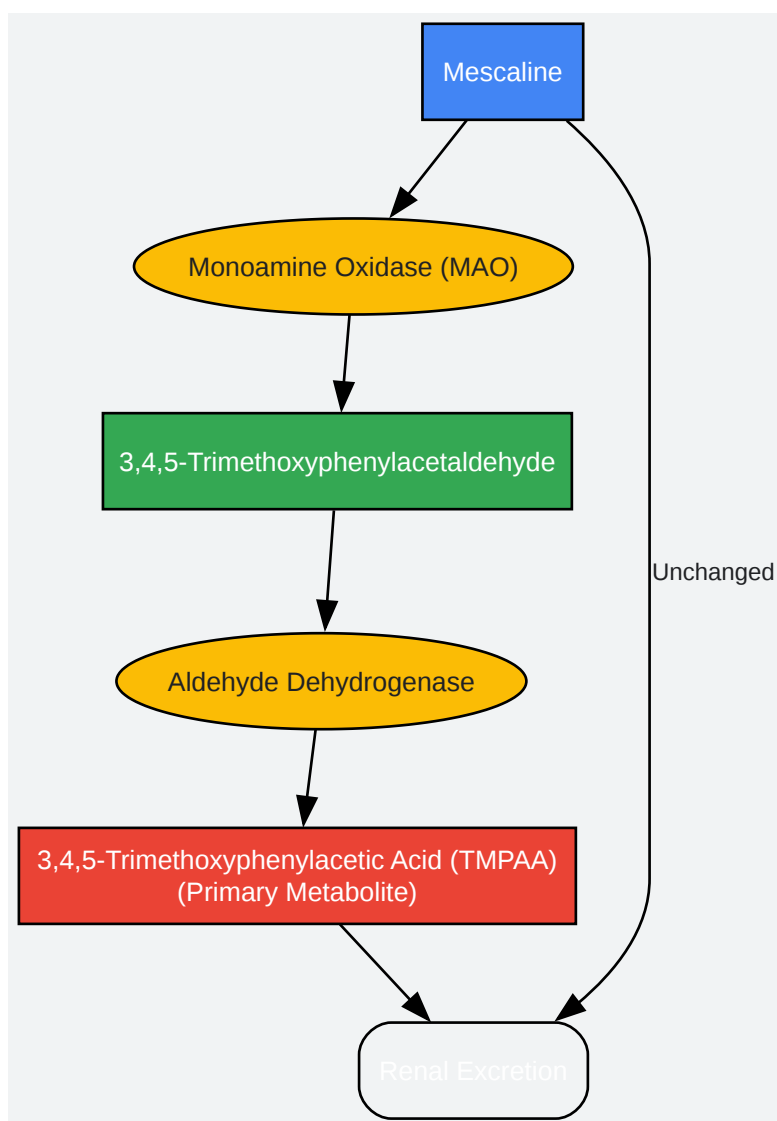 Mescaline
Monoamine Oxidase (MAO)
3,4,5-Trimethoxyphenylacetaldehyde
Unchanged
Aldehyde Dehydrogenase
3,4,5-Trimethoxyphenylacetic Acid (TMPAA)
(Primary Metabolite)
Renal Excretion